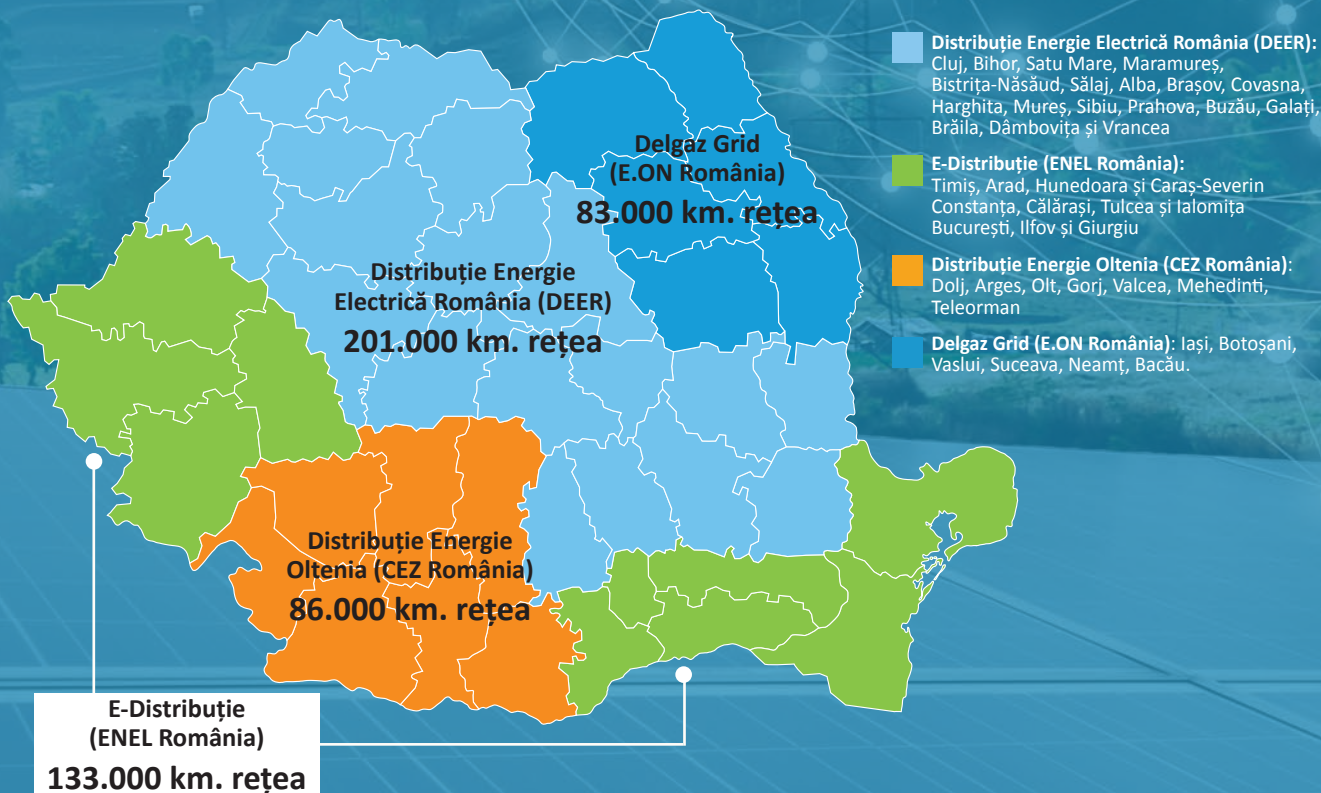 Distribuție Energie Electrică România (DEER):
Cluj, Bihor, Satu Mare, Maramureș,
Bistrița-Năsăud, Sălaj, Alba, Brașov, Covasna,
Harghita, Mureș, Sibiu, Prahova, Buzău, Galați,
Brăila, Dâmbovița și Vrancea
E-Distribuție (ENEL România):
Timiș, Arad, Hunedoara și Caraș-Severin
Constanța, Călărași, Tulcea și Ialomița
București, Ilfov și Giurgiu
Distribuție Energie Oltenia (CEZ România):
Dolj, Arges, Olt, Gorj, Valcea, Mehedinti,
Teleorman
Delgaz Grid (E.ON România): Iași, Botoșani,
Vaslui, Suceava, Neamț, Bacău.
Delgaz Grid
(E.ON România)
83.000 km. rețea
Distribuție Energie
Electrică România (DEER)
201.000 km. rețea
Distribuție Energie
Oltenia (CEZ România)
86.000 km. rețea
E-Distribuție
(ENEL România)
133.000 km. rețea